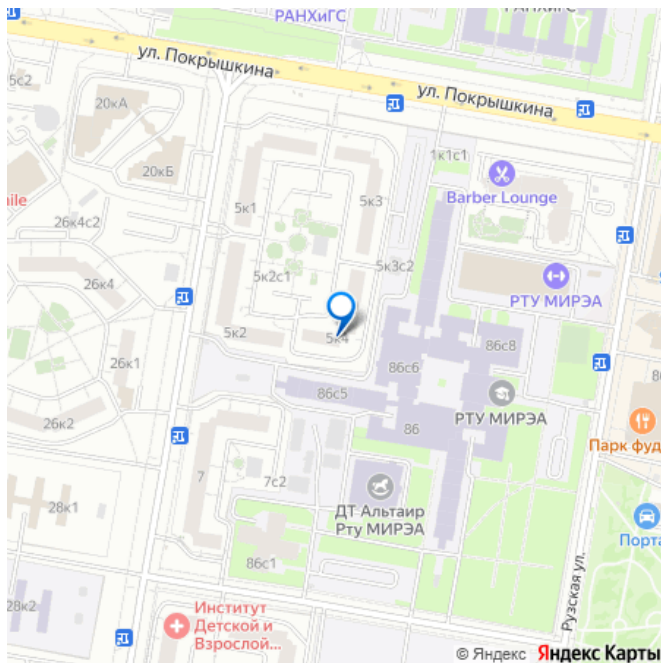 РАНХиГС
РАНХиГС
ул. Покрышкина
5с2
ул. Покрышкина
20кА
1к1с1
20кБ
Barber Lounge
5к3
mile
5к1
26к4с2
5к3с2
5к2с1
РТУ МИРЭА
26к4
5к2
5к4
86с8
26к1
86с6
86с5
РТУ МИРЭА
26к2
86
Парк фуд
7
7с2
ДТ Альтаир
Рту МИРЭА
28к1
Порта
86с1
Рузская ул.
28к2
Институт
Детской и
Взрослой...
© Яндекс Яндекс Карты